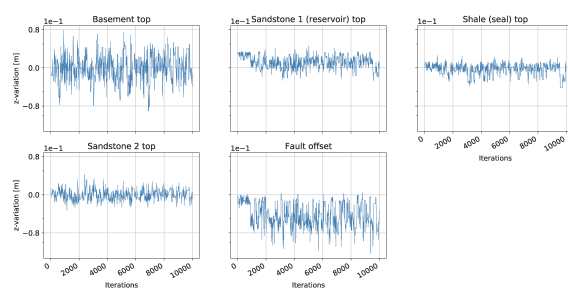 Basement top
1e−1
0.8
0.0
−0.8
z-variation [m]
Sandstone 1 (reservoir) top
1e−1
Shale (seal) top
1e−1
0
2000
4000
6000
8000
10000
Iterations
Sandstone 2 top
1e−1
0.8
0.0
−0.8
z-variation [m]
0
2000
4000
6000
8000
10000
Iterations
Fault offset
1e−1
0
2000
4000
6000
8000
10000
Iterations